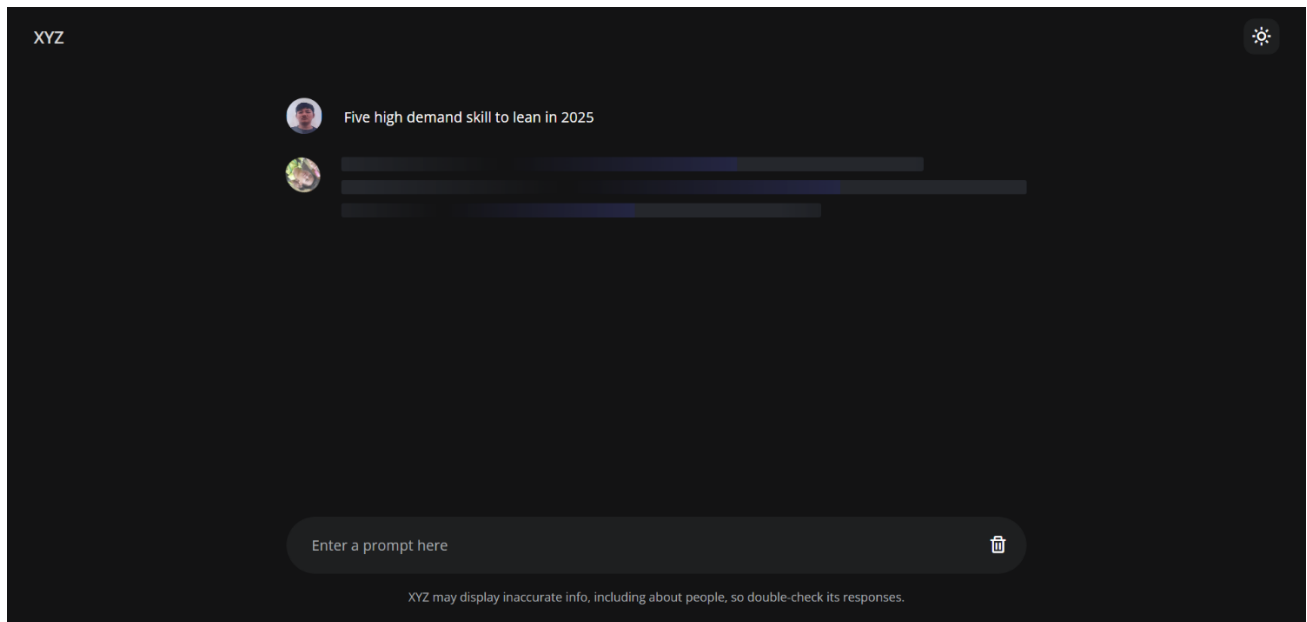 XYZ
Five high demand skill to lean in 2025
Enter a prompt here
XYZ may display inaccurate info, including about people, so double-check its responses.